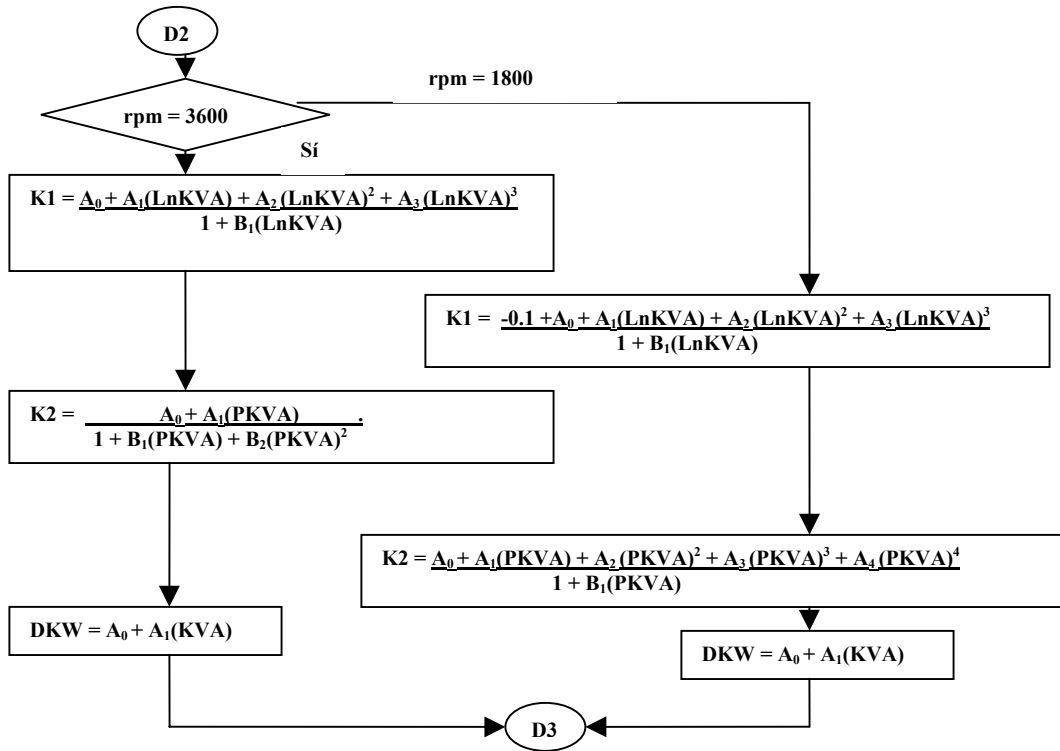 D2
rpm = 1800
rpm = 3600
Sí
K1 = A₀ + A₁(LnKVA) + A₂ (LnKVA)² + A₃ (LnKVA)³
1 + B₁(LnKVA)
K1 = -0.1 +A₀ + A₁(LnKVA) + A₂ (LnKVA)² + A₃ (LnKVA)³
1 + B₁(LnKVA)
K2 = A₀ + A₁(PKVA) .
1 + B₁(PKVA) + B₂(PKVA)²
K2 = A₀ + A₁(PKVA) + A₂ (PKVA)² + A₃ (PKVA)³ + A₄ (PKVA)⁴
1 + B₁(PKVA)
DKW = A₀ + A₁(KVA)
DKW = A₀ + A₁(KVA)
D3